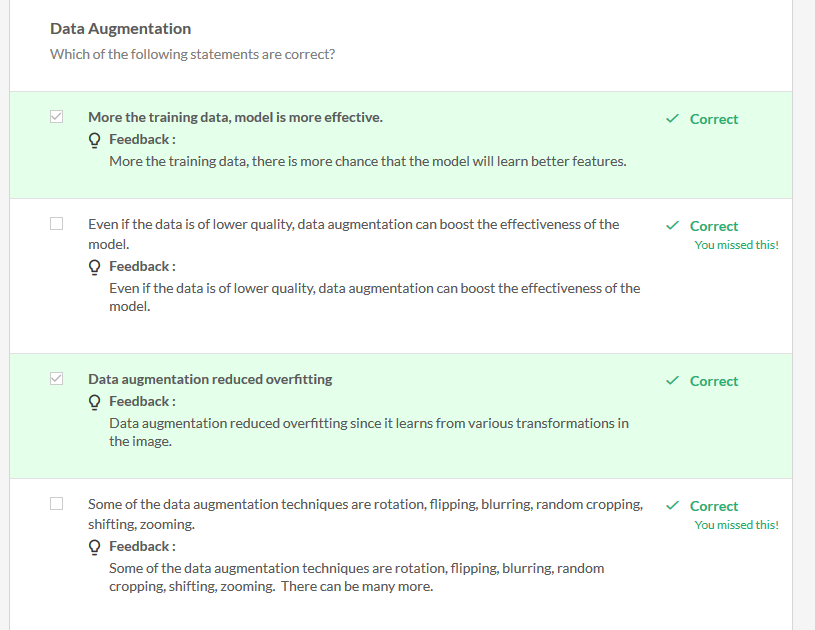 Data Augmentation
Which of the following statements are correct?
More the training data, model is more effective.
Correct
Feedback :
More the training data, there is more chance that the model will learn better features.
Even if the data is of lower quality, data augmentation can boost the effectiveness of the
model.
Correct
You missed this!
Feedback :
Even if the data is of lower quality, data augmentation can boost the effectiveness of the
model.
Data augmentation reduced overfitting
Correct
Feedback :
Data augmentation reduced overfitting since it learns from various transformations in
the image.
Some of the data augmentation techniques are rotation, flipping, blurring, random cropping,
shifting, zooming.
Correct
You missed this!
Feedback :
Some of the data augmentation techniques are rotation, flipping, blurring, random
cropping, shifting, zooming.  There can be many more.